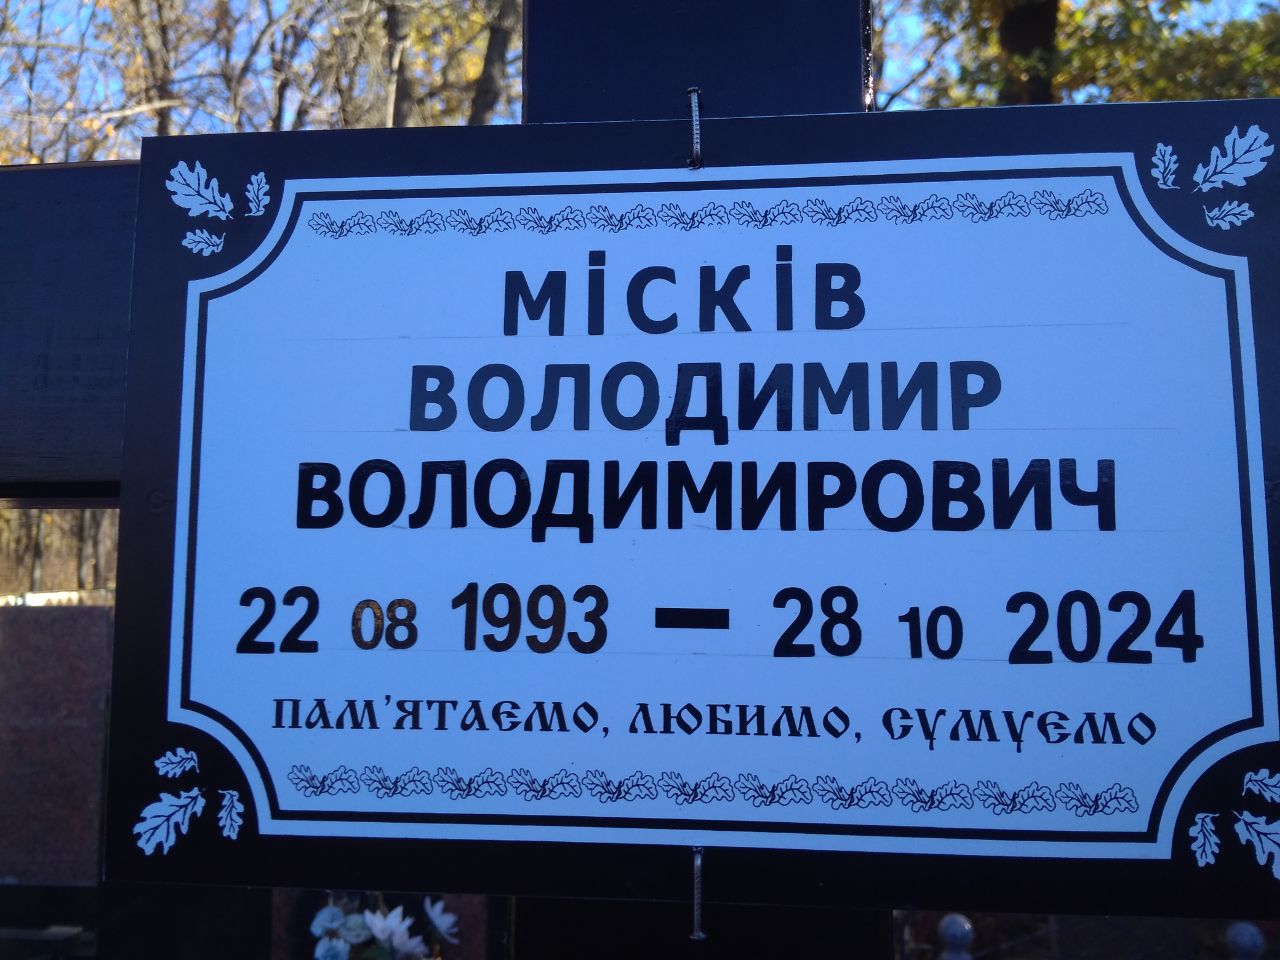 МІСКІВ
ВОЛОДИМИР
ВОЛОДИМИРОВИЧ
22 08 1993 – 28 10 2024
ПАМ'ЯТАЄМО, ЛЮБИМО, СУМУЄМО